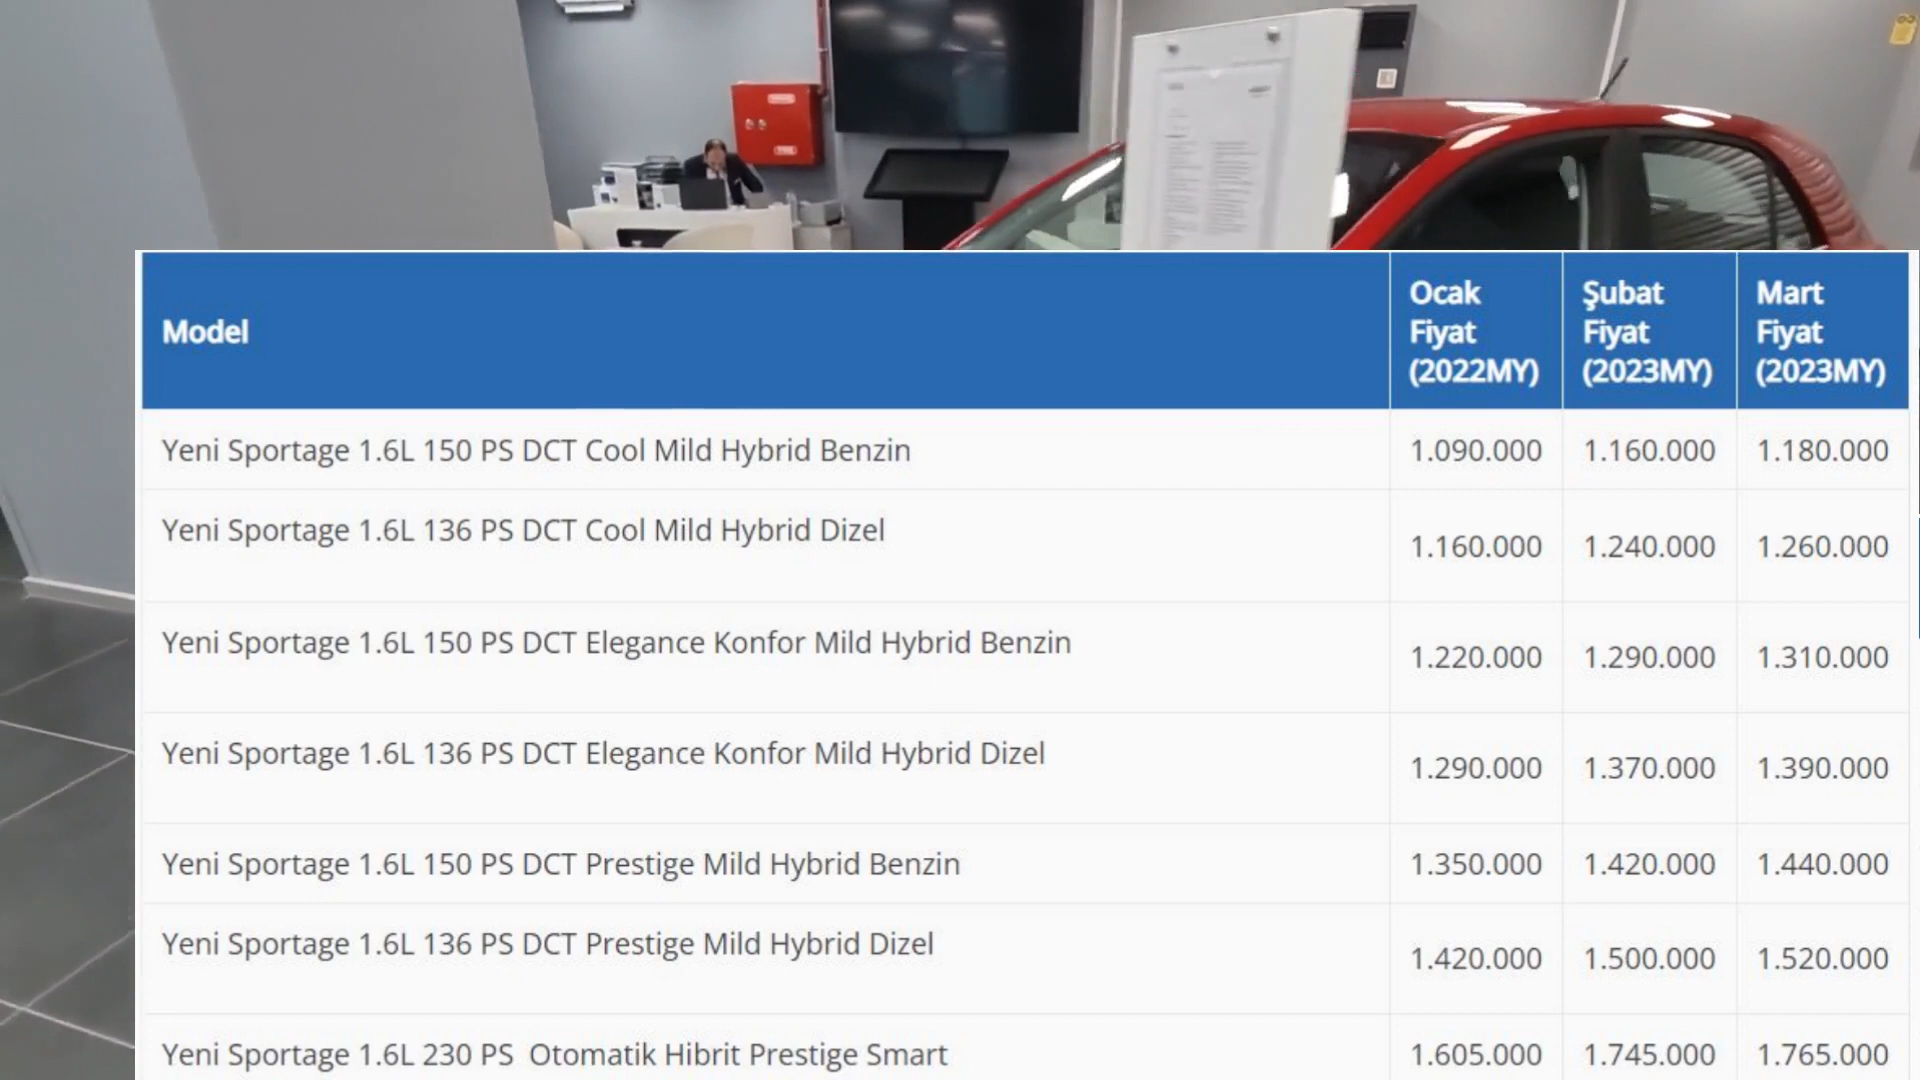 Model
Ocak
Fiyat
(2022MY)
Şubat
Fiyat
(2023MY)
Mart
Fiyat
(2023MY)
Yeni Sportage 1.6L 150 PS DCT Cool Mild Hybrid Benzin 1.090.000 1.160.000 1.180.000
Yeni Sportage 1.6L 136 PS DCT Cool Mild Hybrid Dizel 1.160.000 1.240.000 1.260.000
Yeni Sportage 1.6L 150 PS DCT Elegance Konfor Mild Hybrid Benzin 1.220.000 1.290.000 1.310.000
Yeni Sportage 1.6L 136 PS DCT Elegance Konfor Mild Hybrid Dizel 1.290.000 1.370.000 1.390.000
Yeni Sportage 1.6L 150 PS DCT Prestige Mild Hybrid Benzin 1.350.000 1.420.000 1.440.000
Yeni Sportage 1.6L 136 PS DCT Prestige Mild Hybrid Dizel 1.420.000 1.500.000 1.520.000
Yeni Sportage 1.6L 230 PS Otomatik Hibrit Prestige Smart 1.605.000 1.745.000 1.765.000